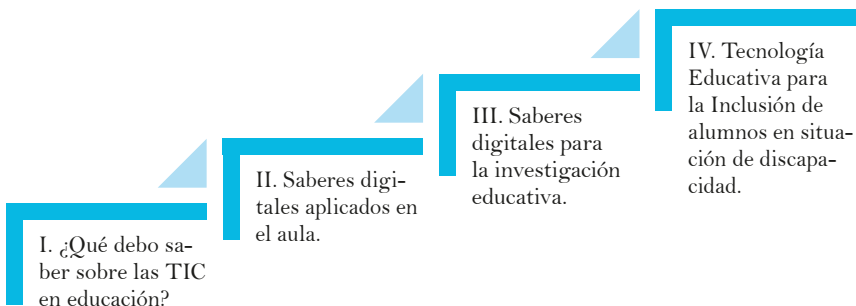 I. ¿Qué debo sa-
ber sobre las TIC
en educación?
II. Saberes digi-
tales aplicados en
el aula.
III. Saberes
digitales para
la investigación
educativa.
IV. Tecnología
Educativa para
la Inclusión de
alumnos en situa-
ción de discapa-
cidad.